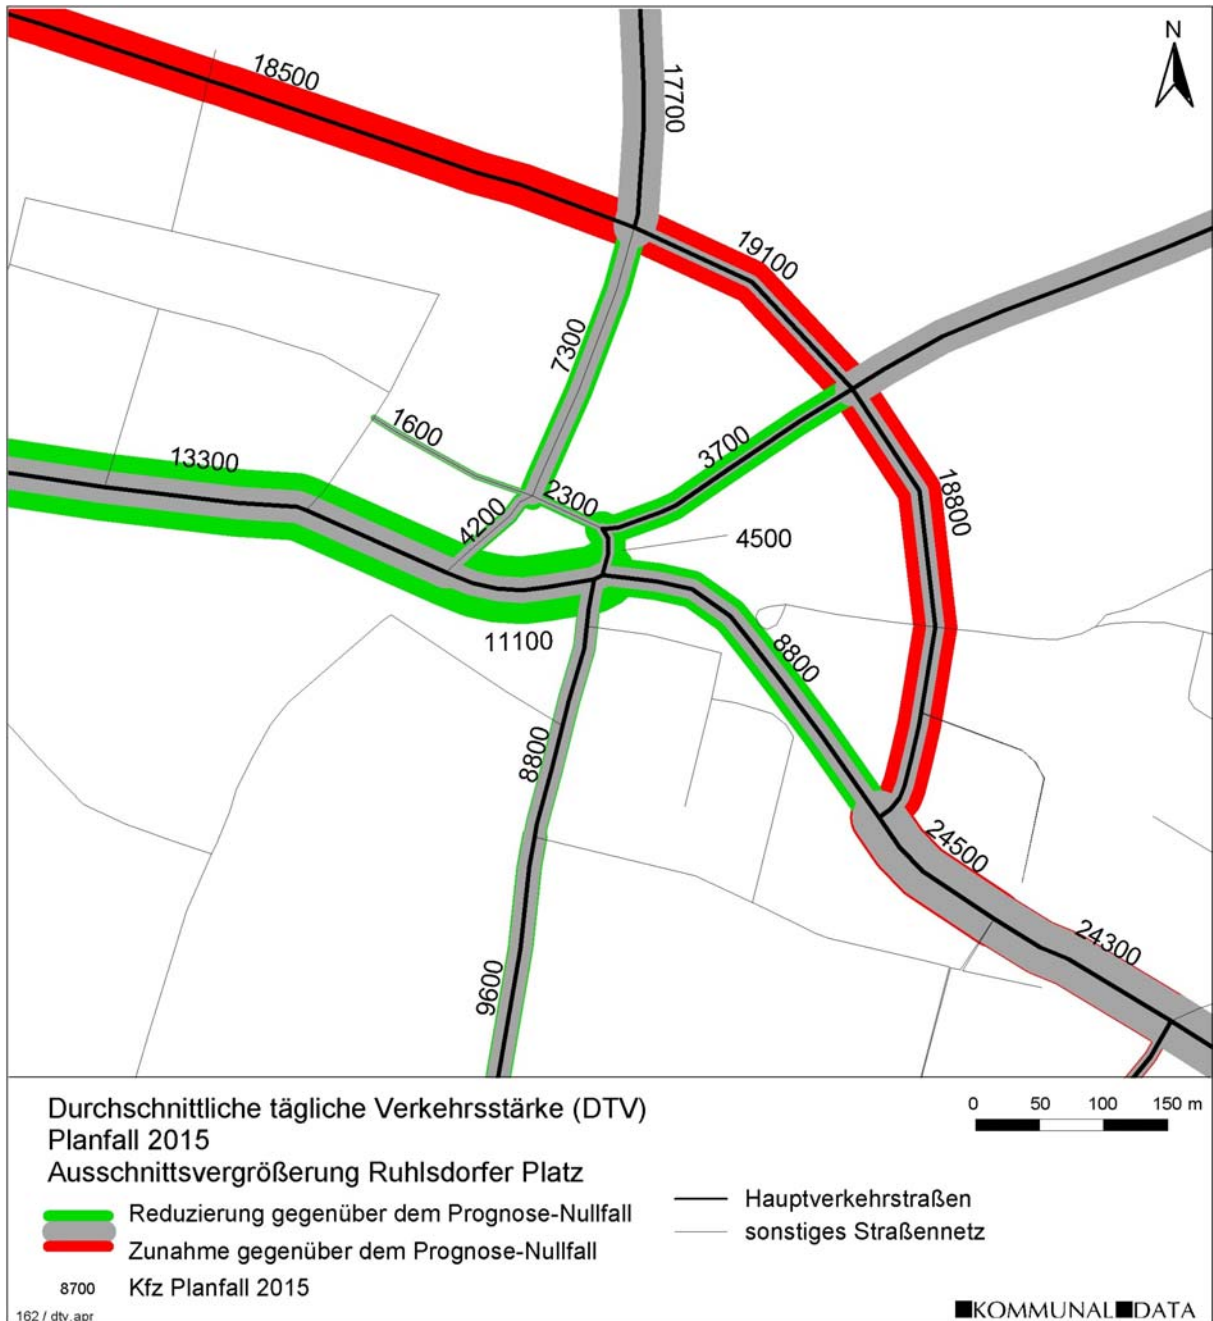 N
18500
17700
19100
7300
1600
13300
3700
2300
4200
18800
4500
11100
8800
8800
24500
24300
9600
Durchschnittliche tägliche Verkehrsstärke (DTV)
Planfall 2015
Ausschnittsvergrößerung Ruhlsdorfer Platz
0 50 100 150 m
Reduzierung gegenüber dem Prognose-Nullfall
Zunahme gegenüber dem Prognose-Nullfall
8700 Kfz Planfall 2015
Hauptverkehrstraßen
sonstiges Straßennetz
162 / dtv.apr
KOMMUNAL DATA